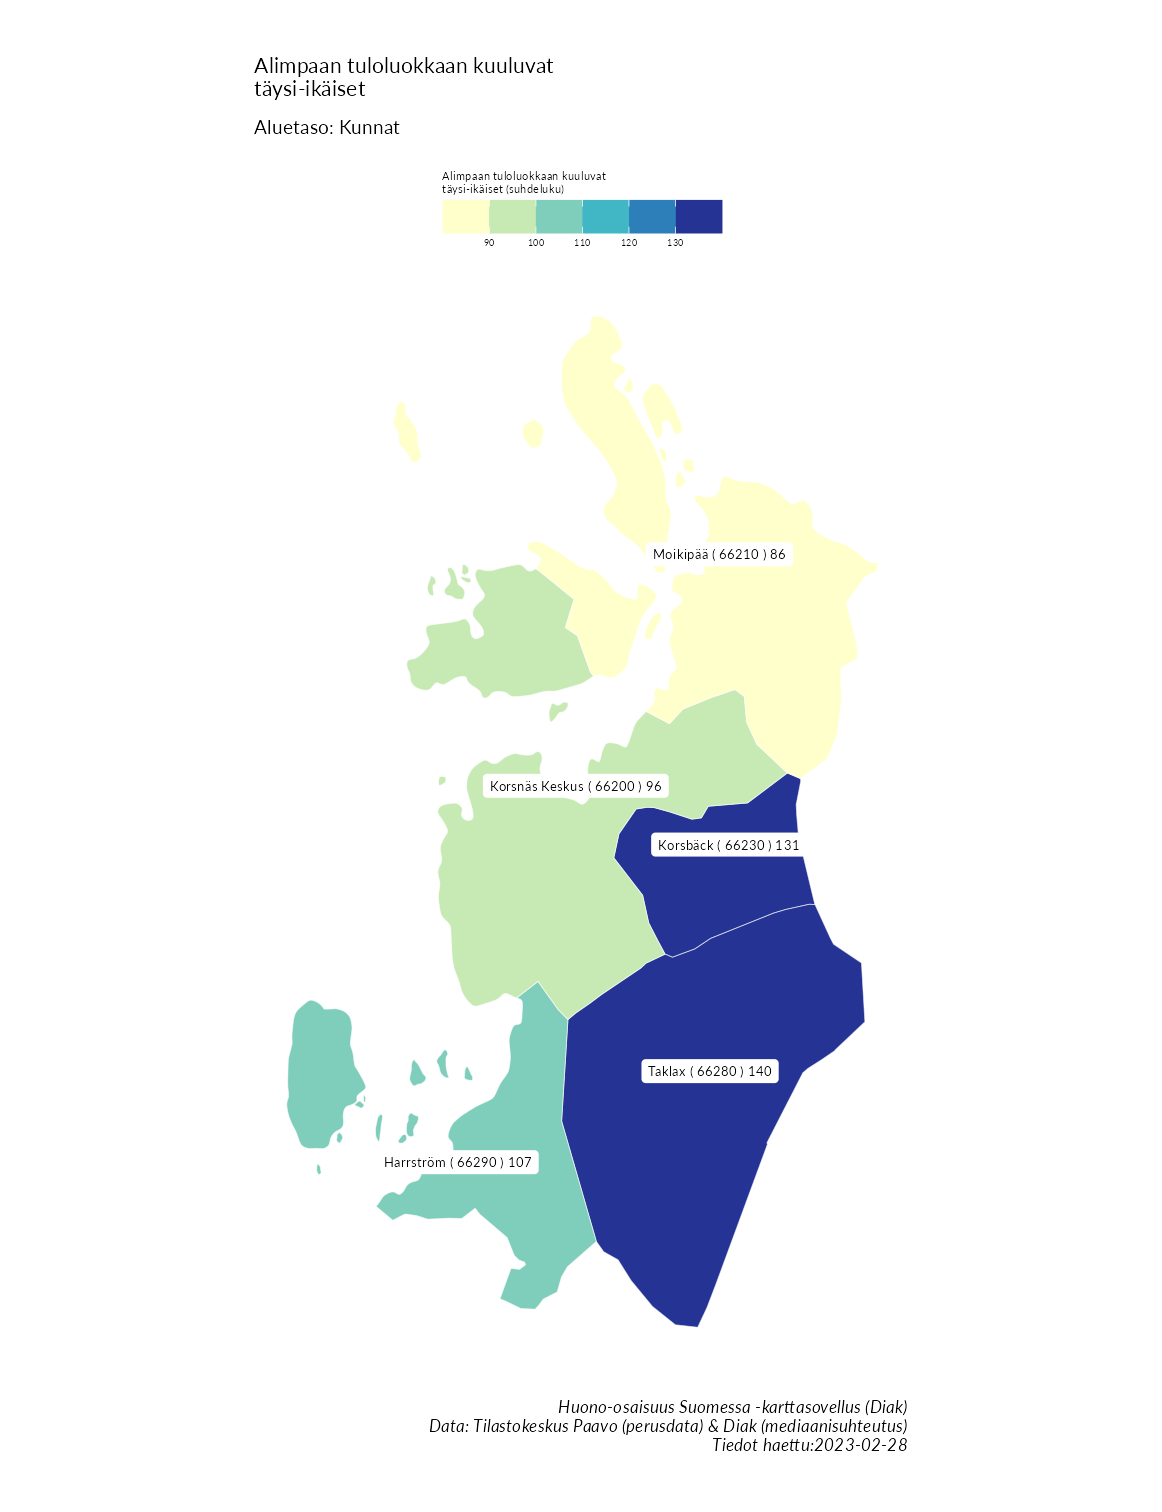 Alimpaan tuloluokkaan kuuluvat
täysi-ikäiset
Aluetaso: Kunnat
Alimpaan tuloluokkaan kuuluvat
täysi-ikäiset (suhdeluku)
90 100 110 120 130
Moikipää ( 66210 ) 86
Korsnäs Keskus ( 66200 ) 96
Korsbäck ( 66230 ) 131
Taklax ( 66280 ) 140
Harrström ( 66290 ) 107
Huono-osaisuus Suomessa -karttasovellus (Diak)
Data: Tilastokeskus Paavo (perusdata) & Diak (mediaanisuhteutus)
Tiedot haettu:2023-02-28